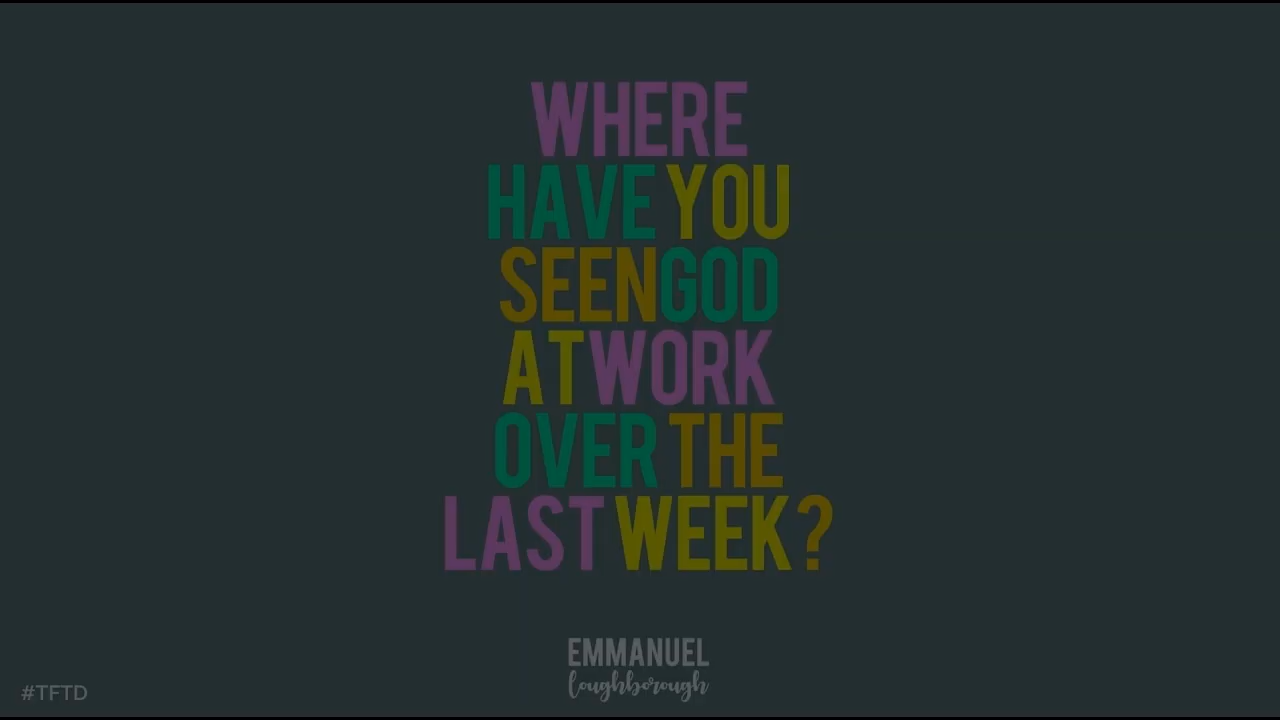 WHERE
HAVE YOU
SEEN GOD
AT WORK
OVER THE
LAST WEEK?
EMMANUEL
Loughborough
#TFTD